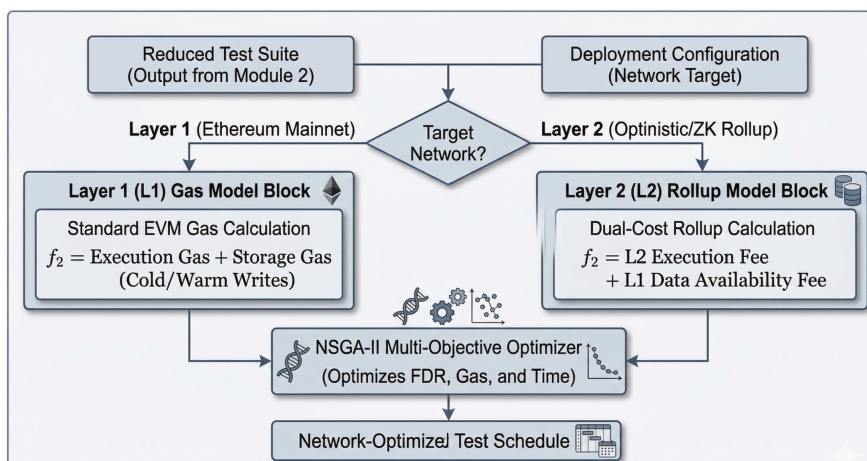 Reduced Test Suite
(Output from Module 2)
Deployment Configuration
(Network Target)
Layer 1 (Ethereum Mainnet)
Target
Network?
Layer 2 (Optinistic/ZK Rollup)
Layer 1 (L1) Gas Model Block
Standard EVM Gas Calculation
f₂ = Execution Gas + Storage Gas
(Cold/Warm Writes)
Layer 2 (L2) Rollup Model Block
Dual-Cost Rollup Calculation
f₂ = L2 Execution Fee
+ L1 Data Availability Fee
NSGA-II Multi-Objective Optimizer
(Optimizes FDR, Gas, and Time)
Network-Optimized Test Schedule